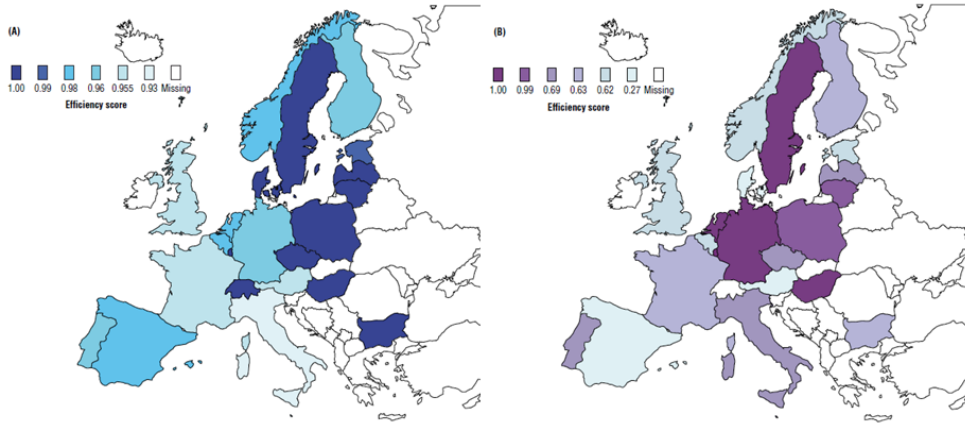 (A)
1.00 0.99 0.98 0.96 0.955 0.93 Missing
Efficiency score
(B)
1.00 0.99 0.69 0.63 0.62 0.27 Missing
Efficiency score